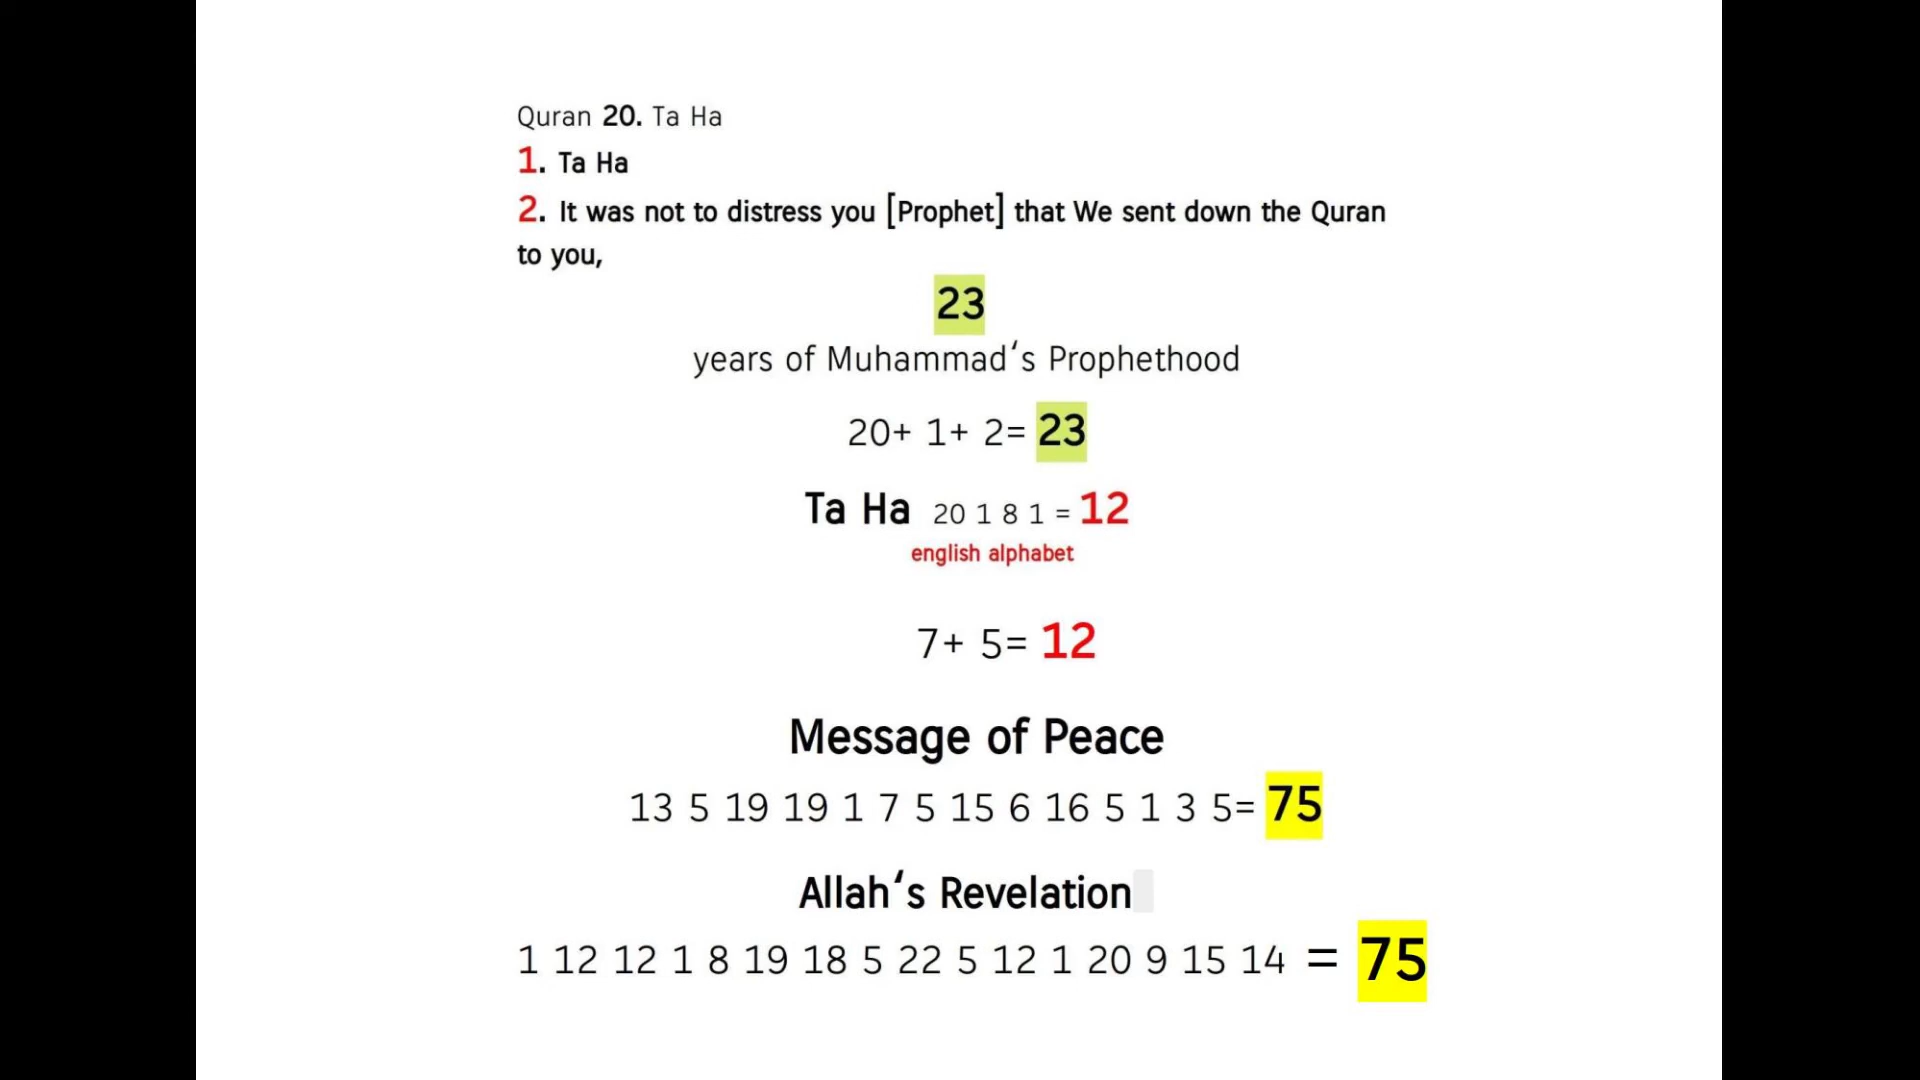 Quran 20. Ta Ha
1. Ta Ha
2. It was not to distress you [Prophet] that We sent down the Quran
to you,
23
years of Muhammad‘s Prophethood
20+ 1+ 2= 23
Ta Ha 20 1 8 1 = 12
english alphabet
7+ 5= 12
Message of Peace
13 5 19 19 1 7 5 15 6 16 5 1 3 5= 75
Allah‘s Revelation
1 12 12 1 8 19 18 5 22 5 12 1 20 9 15 14 = 75